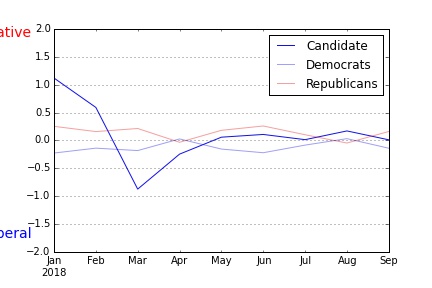 ative
2.0
1.5
1.0
0.5
0.0
−0.5
−1.0
−1.5
−2.0
peral
Candidate
Democrats
Republicans
Jan Feb Mar Apr May Jun Jul Aug Sep
2018